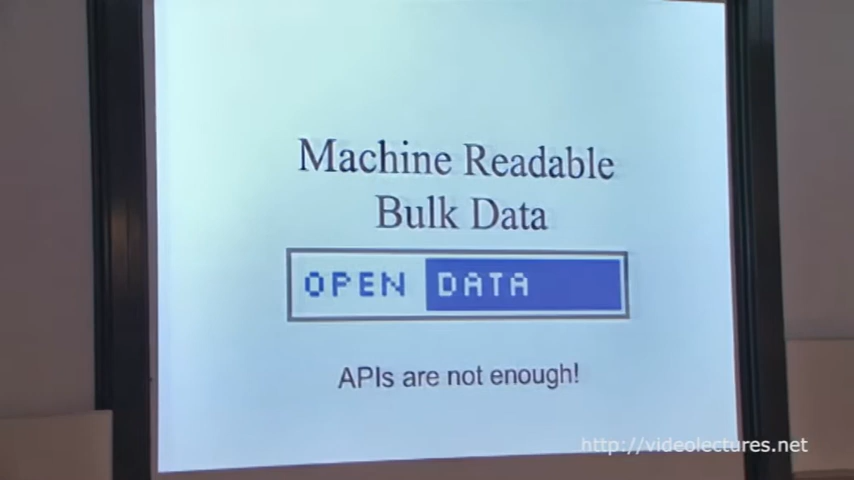 Machine Readable
Bulk Data
OPEN DATA
APIs are not enough!
http://videolectures.net